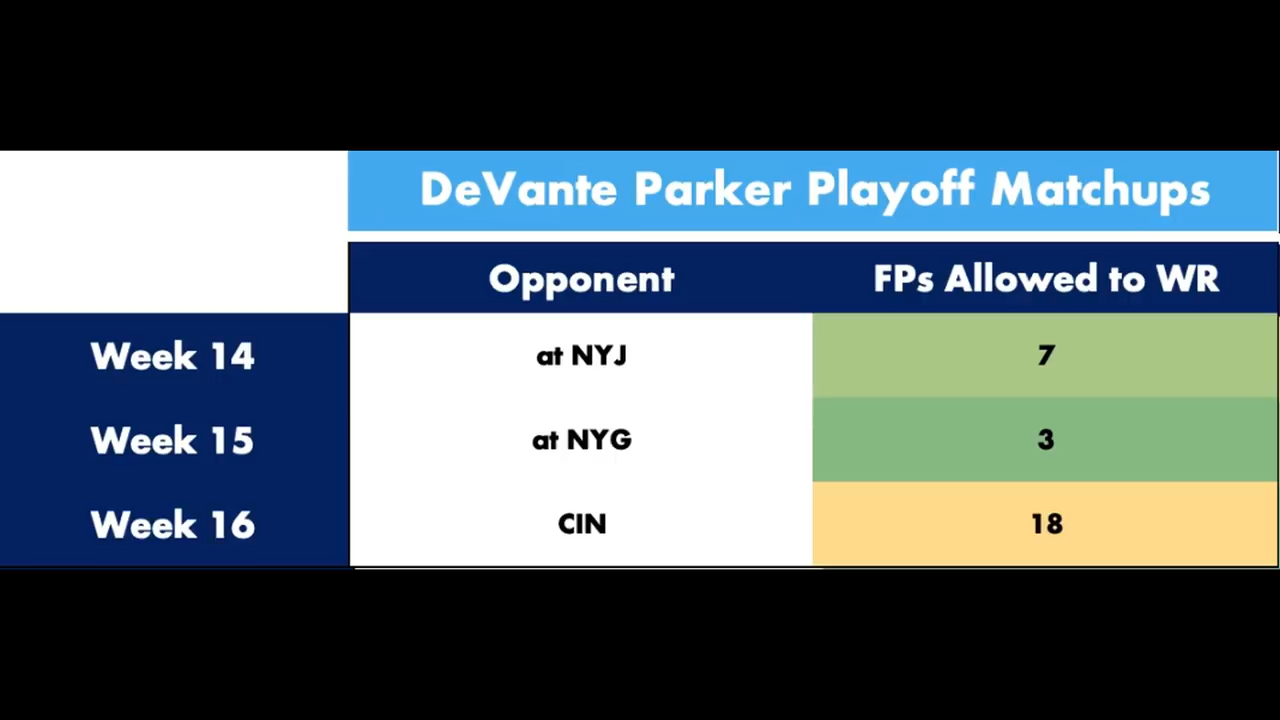 DeVante Parker Playoff Matchups
Opponent FPs Allowed to WR
Week 14 at NYJ 7
Week 15 at NYG 3
Week 16 CIN 18